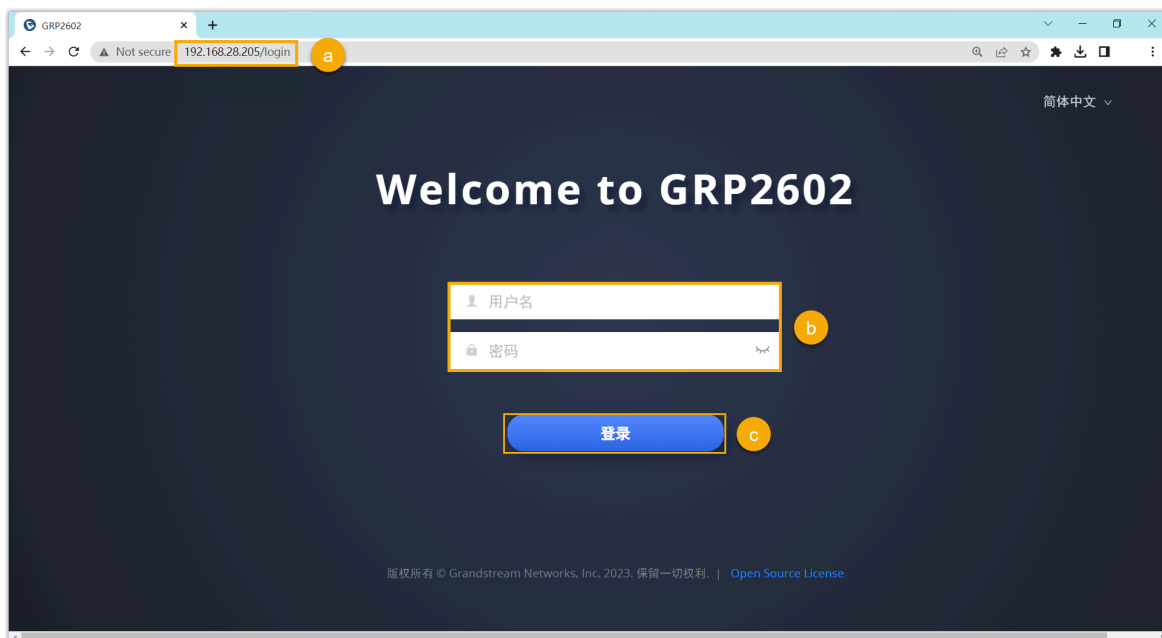 GRP2602
Not secure 192.168.28.205/login
a
简体中文
Welcome to GRP2602
用户名
b
密码
登录
c
版权所有 © Grandstream Networks, Inc. 2023. 保留一切权利. | Open Source License